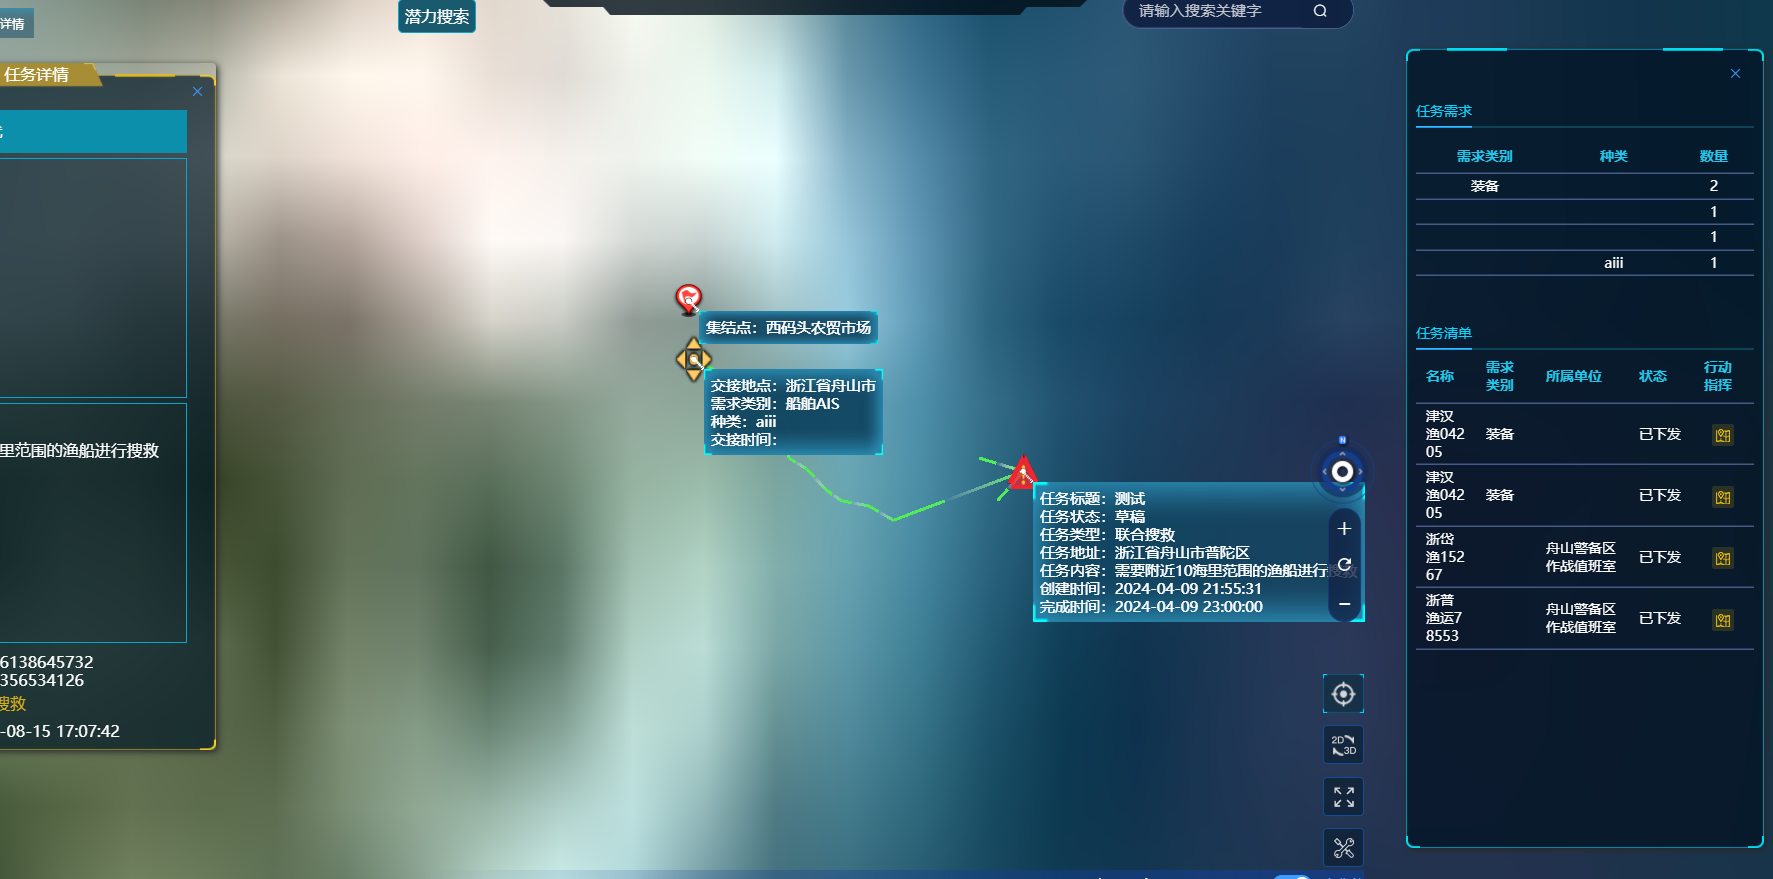 详情
潜力搜索
请输入搜索关键字
任务详情
里范围的渔船进行搜救
6138645732
356534126
搜救
-08-15 17:07:42
集结点：西码头农贸市场
交接地点：浙江省舟山市
需求类别：船舶AIS
种类：aiii
交接时间：
任务标题：测试
任务状态：草稿
任务类型：联合搜救
任务地址：浙江省舟山市普陀区
任务内容：需要附近10海里范围的渔船进行搜救
创建时间：2024-04-09 21:55:31
完成时间：2024-04-09 23:00:00
N
2D
3D
任务需求
需求类别 种类 数量
装备 2
1
1
aiii 1
任务清单
名称 需求类别 所属单位 状态 行动指挥
津汉渔04205 装备 已下发
津汉渔04205 装备 已下发
浙岱渔15267 舟山警备区作战值班室 已下发
浙普渔运78553 舟山警备区作战值班室 已下发